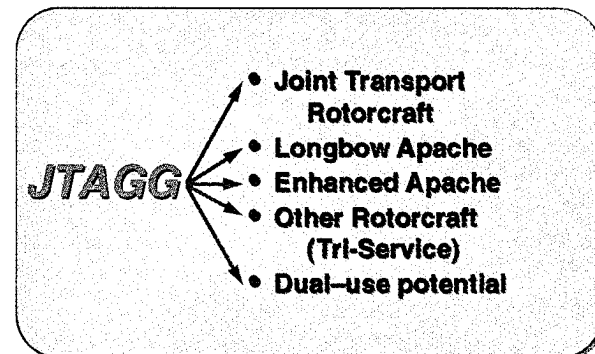 JTAGG
• Joint Transport
Rotorcraft
• Longbow Apache
• Enhanced Apache
• Other Rotorcraft
(Tri-Service)
• Dual–use potential